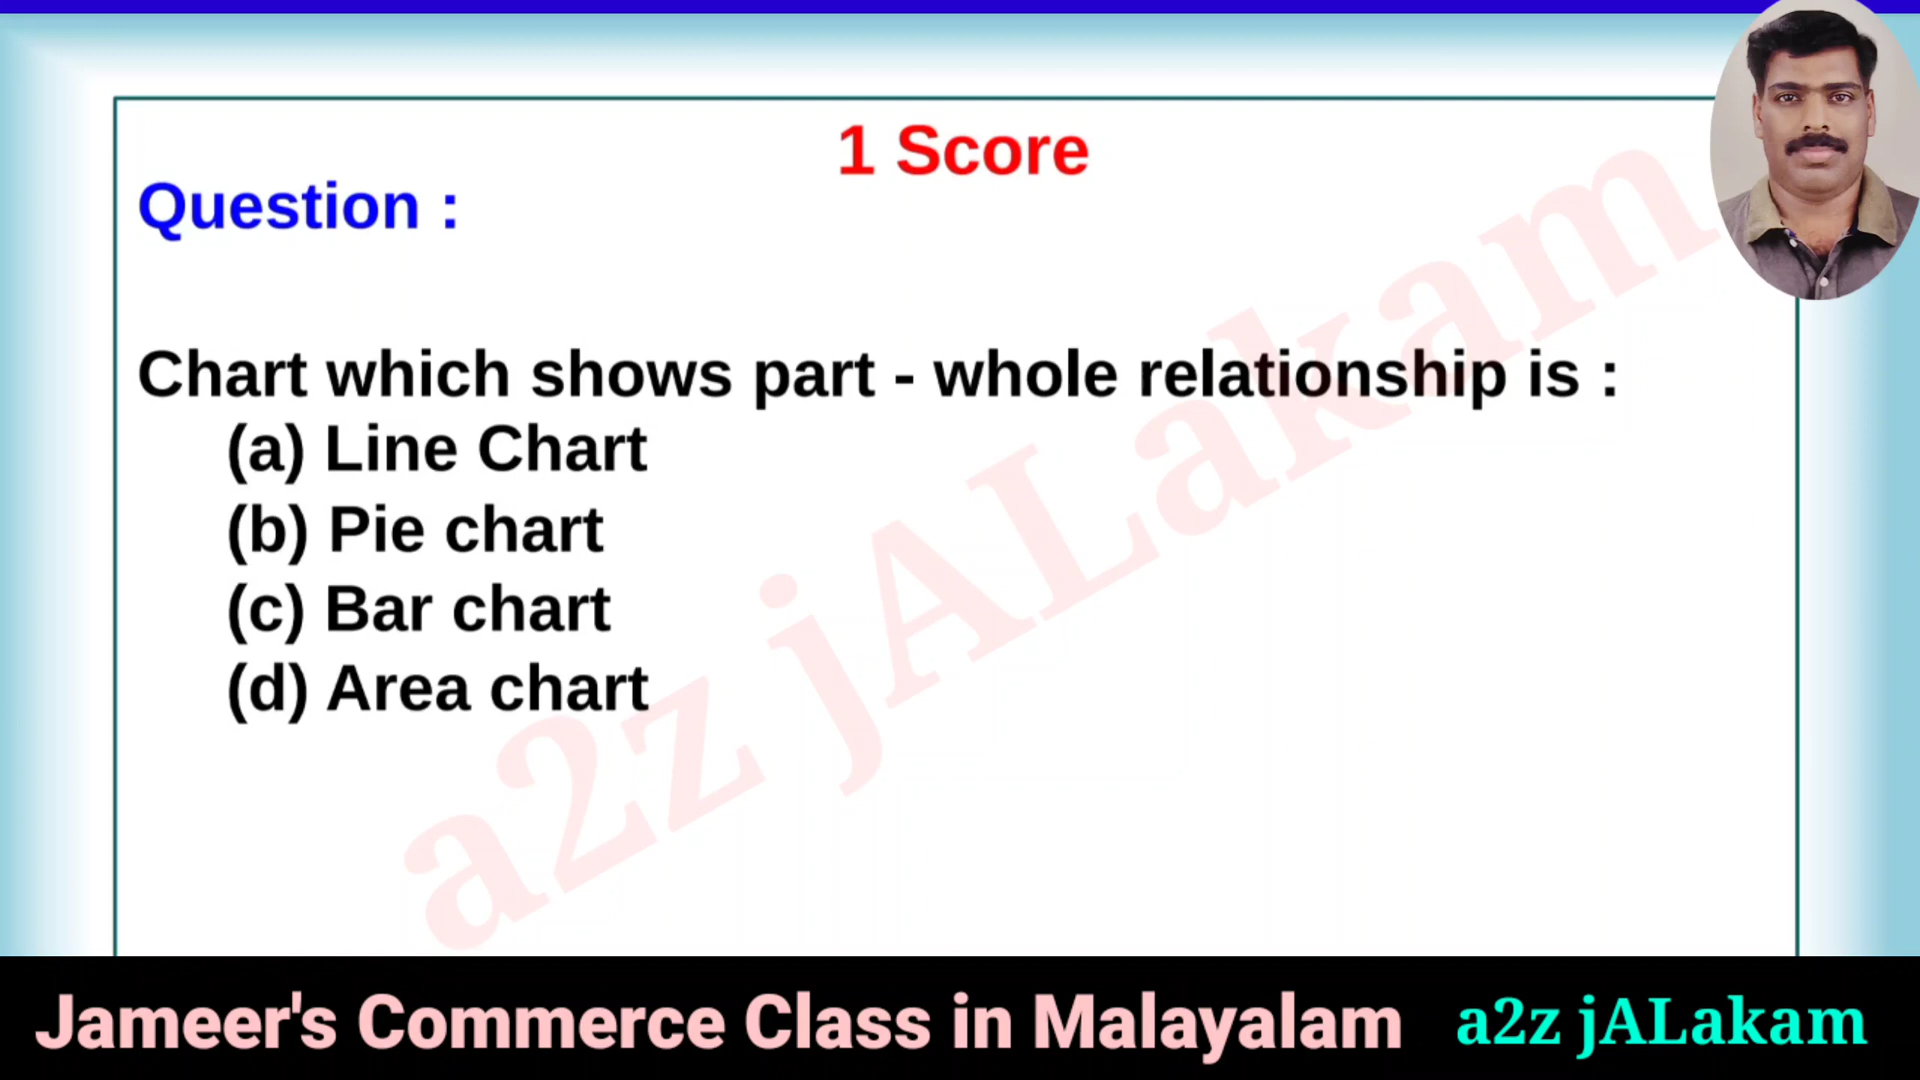 1 Score
Question :
Chart which shows part - whole relationship is :
(a) Line Chart
(b) Pie chart
(c) Bar chart
(d) Area chart
a2z jALakam
Jameer's Commerce Class in Malayalam a2z jALakam